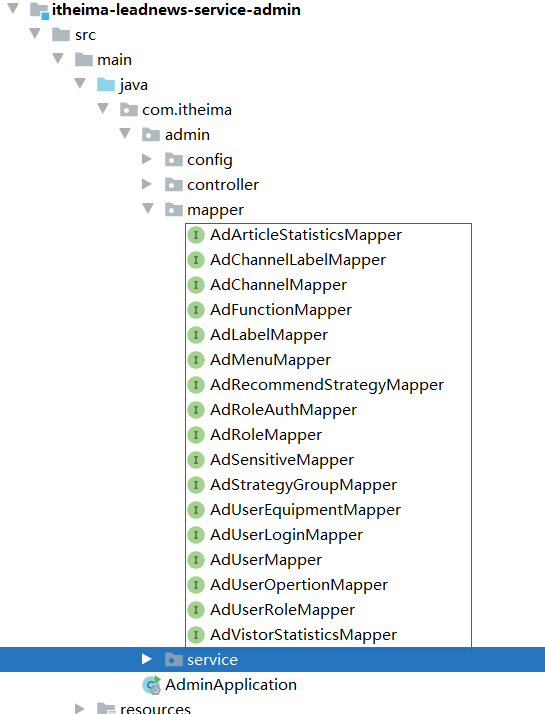 itheima-leadnews-service-admin
src
main
java
com.itheima
admin
config
controller
mapper
I AdArticleStatisticsMapper
I AdChannelLabelMapper
I AdChannelMapper
I AdFunctionMapper
I AdLabelMapper
I AdMenuMapper
I AdRecommendStrategyMapper
I AdRoleAuthMapper
I AdRoleMapper
I AdSensitiveMapper
I AdStrategyGroupMapper
I AdUserEquipmentMapper
I AdUserLoginMapper
I AdUserMapper
I AdUserOpertionMapper
I AdUserRoleMapper
I AdVistorStatisticsMapper
service
AdminApplication
resources